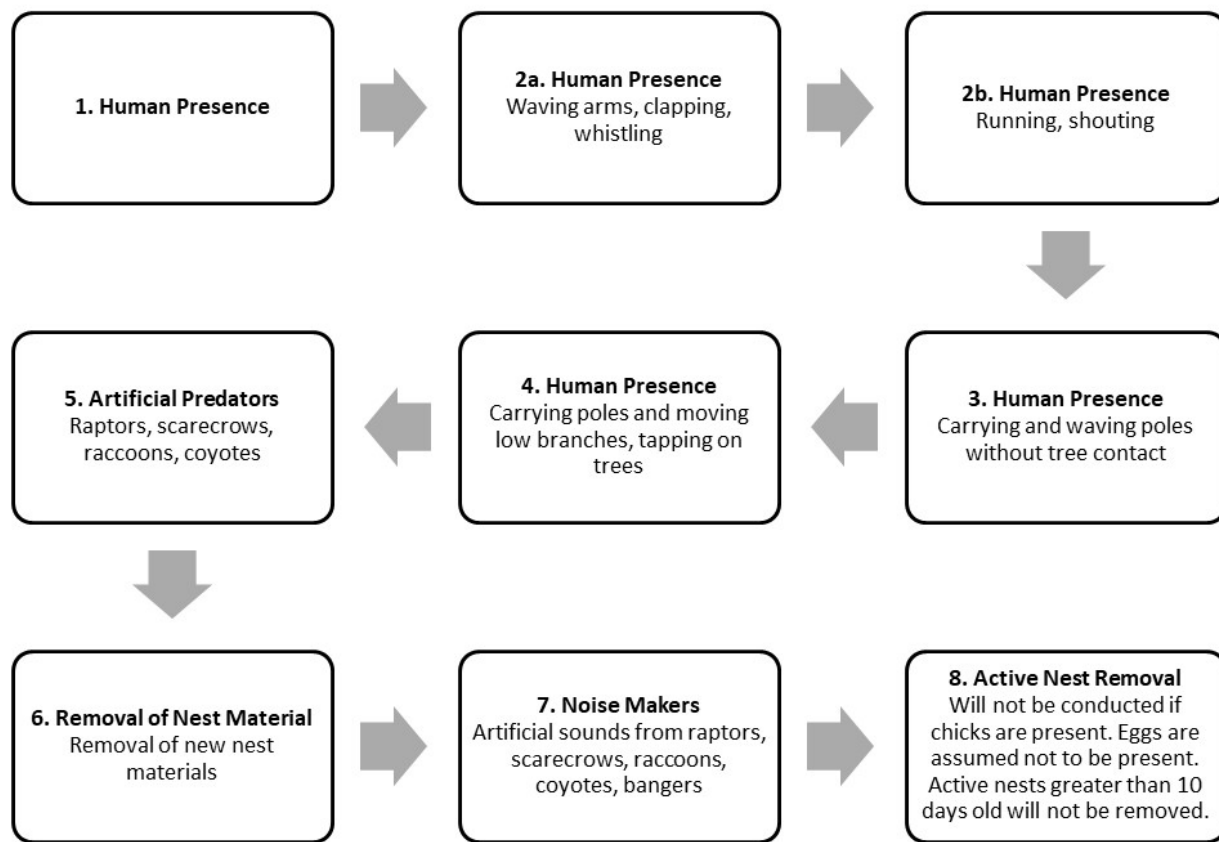 1. Human Presence
2a. Human Presence
Waving arms, clapping,
whistling
2b. Human Presence
Running, shouting
3. Human Presence
Carrying and waving poles
without tree contact
4. Human Presence
Carrying poles and moving
low branches, tapping on
trees
5. Artificial Predators
Raptors, scarecrows,
raccoons, coyotes
6. Removal of Nest Material
Removal of new nest
materials
7. Noise Makers
Artificial sounds from raptors,
scarecrows, raccoons,
coyotes, bangers
8. Active Nest Removal
Will not be conducted if
chicks are present. Eggs are
assumed not to be present.
Active nests greater than 10
days old will not be removed.